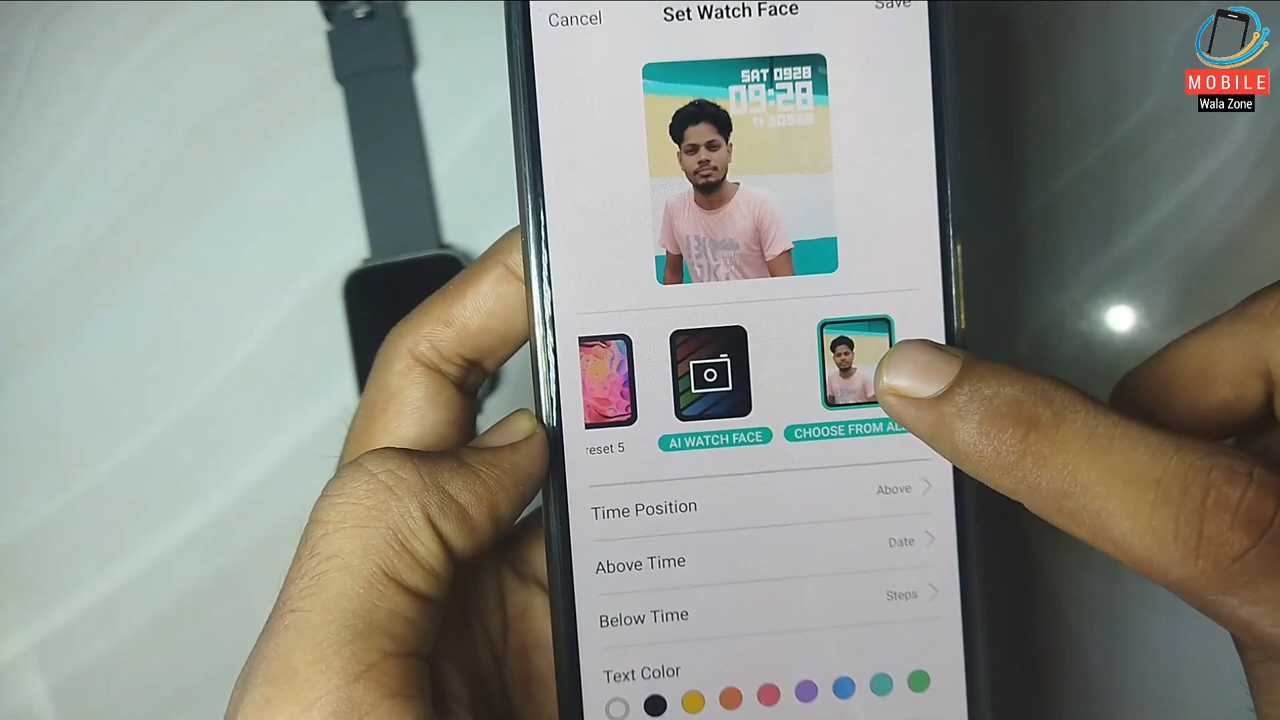 Cancel
Set Watch Face
Save
MOBILE
Wala Zone
SAT 0928
09:28
reset 5
AI WATCH FACE
CHOOSE FROM AL
Time Position
Above
Above Time
Date
Below Time
Steps
Text Color